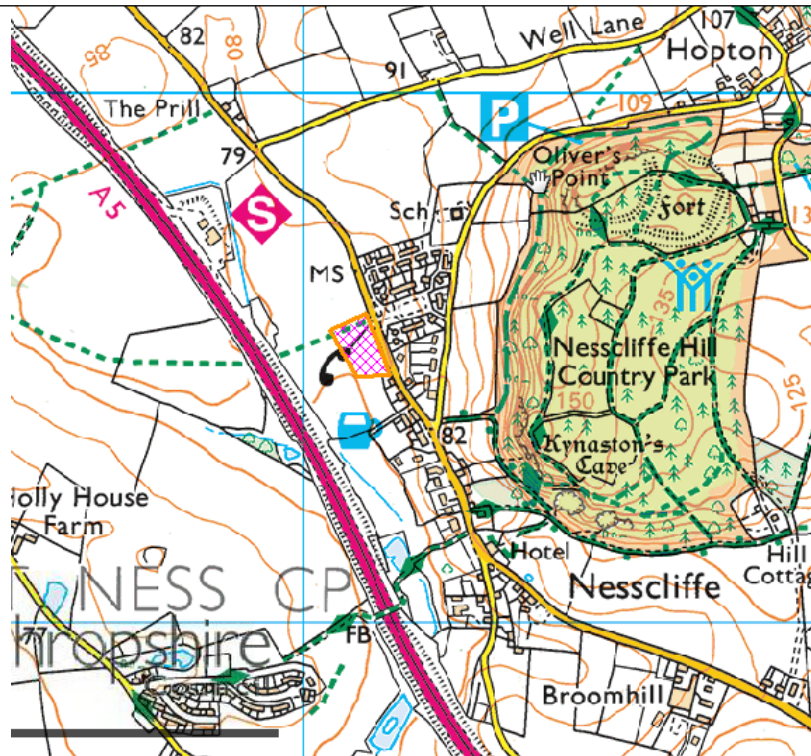 107
82
80
85
Well Lane
Hopton
91
The Prill
P
109
79
Oliver's
Point
A5
S
Sch
Fort
MS
135
Nesscliffe Hill
Country Park
125
150
82
Kynaston's
Cave
olly House
Farm
Hotel
Hill
Cottag
Nesscliffe
T NESS CP
FB
77
hropshire
Broomhill